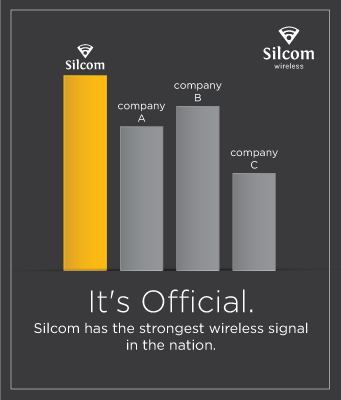 Silcom
Silcom
wireless
company
A
company
B
company
C
It's Official.
Silcom has the strongest wireless signal
in the nation.